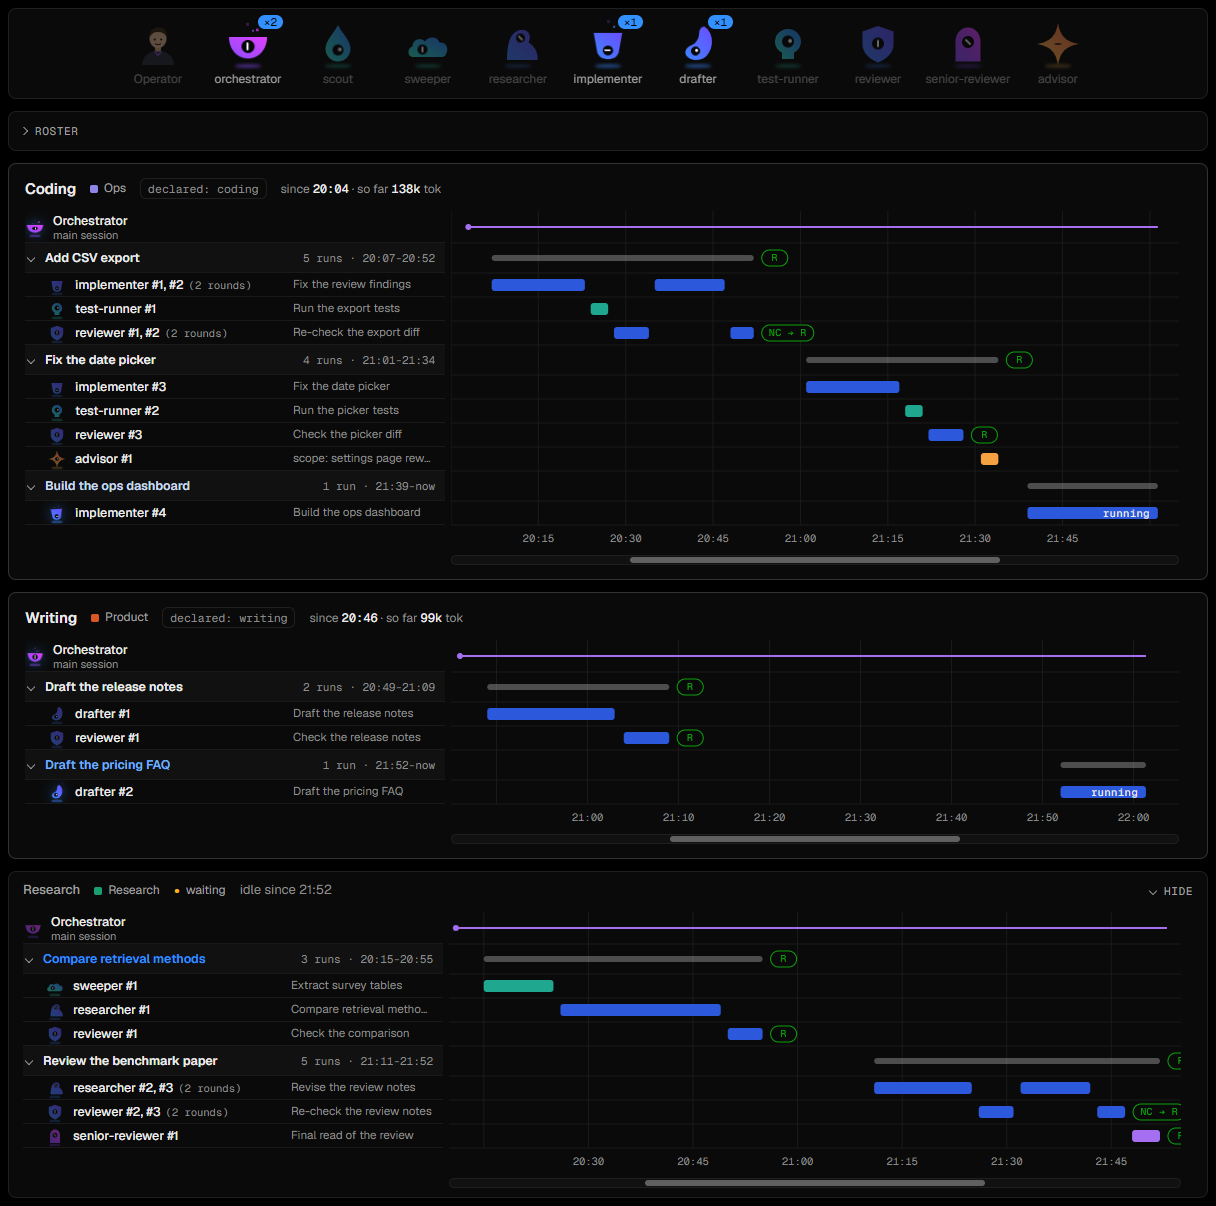 ×2 ×1 ×1
Operator orchestrator scout sweeper researcher implementer drafter test-runner reviewer senior-reviewer advisor
ROSTER
Coding Ops declared: coding since 20:04 · so far 138k tok
Orchestrator
main session
Add CSV export 5 runs · 20:07-20:52 R
implementer #1, #2 (2 rounds) Fix the review findings
test-runner #1 Run the export tests
reviewer #1, #2 (2 rounds) Re-check the export diff NC → R
Fix the date picker 4 runs · 21:01-21:34 R
implementer #3 Fix the date picker
test-runner #2 Run the picker tests
reviewer #3 Check the picker diff R
advisor #1 scope: settings page rew…
Build the ops dashboard 1 run · 21:39-now
implementer #4 Build the ops dashboard running
20:15 20:30 20:45 21:00 21:15 21:30 21:45
Writing Product declared: writing since 20:46 · so far 99k tok
Orchestrator
main session
Draft the release notes 2 runs · 20:49-21:09 R
drafter #1 Draft the release notes
reviewer #1 Check the release notes R
Draft the pricing FAQ 1 run · 21:52-now
drafter #2 Draft the pricing FAQ running
21:00 21:10 21:20 21:30 21:40 21:50 22:00
Research Research waiting idle since 21:52 HIDE
Orchestrator
main session
Compare retrieval methods 3 runs · 20:15-20:55 R
sweeper #1 Extract survey tables
researcher #1 Compare retrieval metho…
reviewer #1 Check the comparison R
Review the benchmark paper 5 runs · 21:11-21:52 R
researcher #2, #3 (2 rounds) Revise the review notes
reviewer #2, #3 (2 rounds) Re-check the review notes NC → R
senior-reviewer #1 Final read of the review R
20:30 20:45 21:00 21:15 21:30 21:45